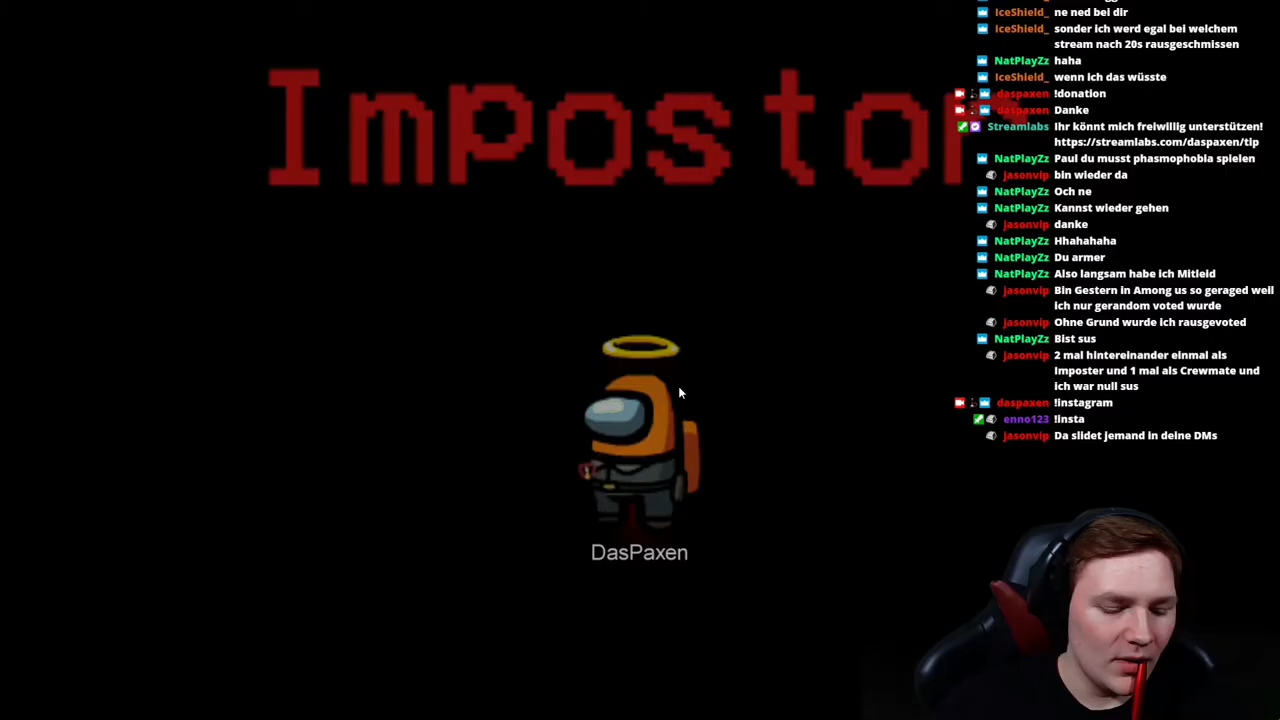 Impostor
DasPaxen
IceShield_ ne ned bei dir
IceShield_ sonder ich werd egal bei welchem
stream nach 20s rausgeschmissen
NatPlayZz haha
IceShield_ wenn ich das wüsste
daspaxen !donation
daspaxen Danke
Streamlabs Ihr könnt mich freiwillig unterstützen!
https://streamlabs.com/daspaxen/tip
NatPlayZz Paul du musst phasmophobia spielen
jasonvip bin wieder da
NatPlayZz Och ne
NatPlayZz Kannst wieder gehen
jasonvip danke
NatPlayZz Hhahahaha
NatPlayZz Du armer
NatPlayZz Also langsam habe ich Mitleid
jasonvip Bin Gestern in Among us so geraged weil
ich nur gerandom voted wurde
jasonvip Ohne Grund wurde ich rausgevoted
NatPlayZz Bist sus
jasonvip 2 mal hintereinander einmal als
Imposter und 1 mal als Crewmate und
ich war null sus
daspaxen !instagram
enno123 !insta
jasonvip Da slidet jemand in deine DMs